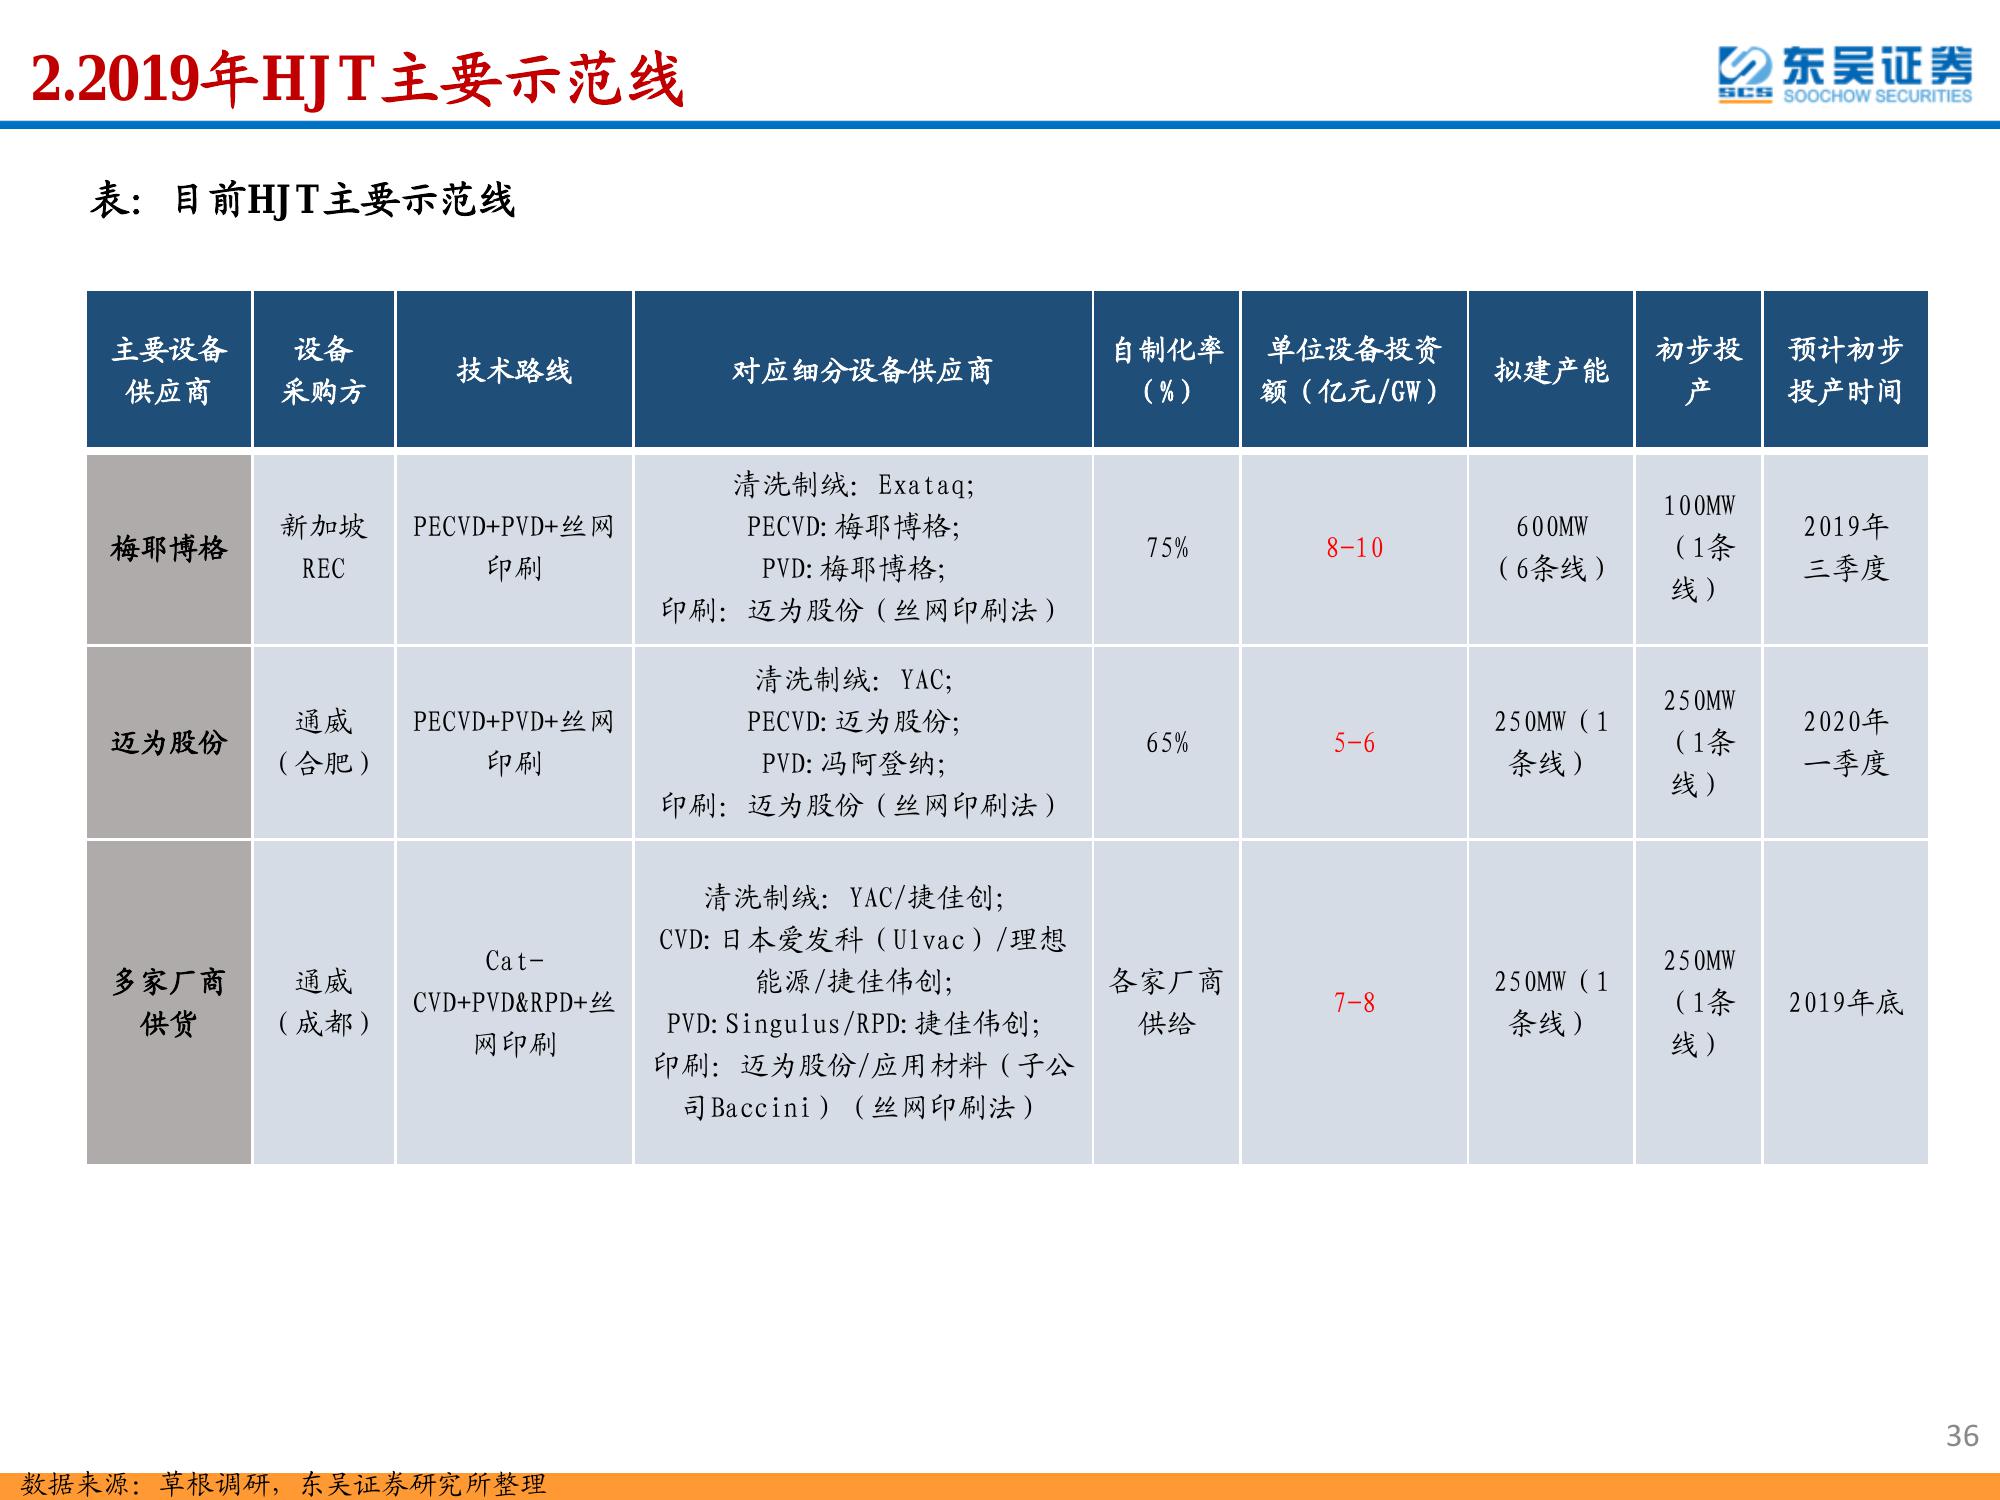 2.2019年HJT主要示范线
东吴证券
SCS
SOOCHOW SECURITIES
表：目前HJT主要示范线
主要设备
供应商
设备
采购方
技术路线
对应细分设备供应商
自制化率
（%）
单位设备投资
额（亿元/GW）
拟建产能
初步投
产
预计初步
投产时间
梅耶博格
新加坡
REC
PECVD+PVD+丝网
印刷
清洗制绒：Exataq;
PECVD:梅耶博格;
PVD:梅耶博格;
印刷：迈为股份（丝网印刷法）
75%
8-10
600MW
（6条线）
100MW
（1条
线）
2019年
三季度
迈为股份
通威
（合肥）
PECVD+PVD+丝网
印刷
清洗制绒：YAC;
PECVD:迈为股份;
PVD:冯阿登纳;
印刷：迈为股份（丝网印刷法）
65%
5-6
250MW（1
条线）
250MW
（1条
线）
2020年
一季度
多家厂商
供货
通威
（成都）
Cat-
CVD+PVD&RPD+丝
网印刷
清洗制绒：YAC/捷佳创;
CVD:日本爱发科（Ulvac）/理想
能源/捷佳伟创;
PVD:Singulus/RPD:捷佳伟创;
印刷：迈为股份/应用材料（子公
司Baccini）（丝网印刷法）
各家厂商
供给
7-8
250MW（1
条线）
250MW
（1条
线）
2019年底
36
数据来源：草根调研，东吴证券研究所整理